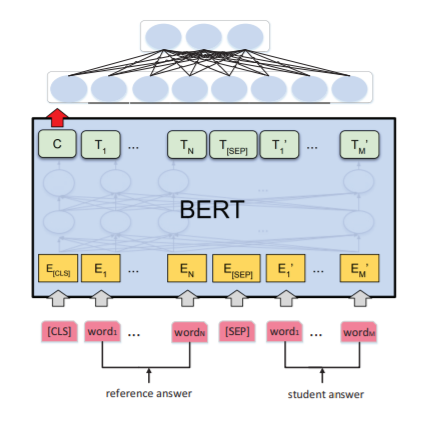 C T1 ... TN T[SEP] T1' ... TM'
BERT
...
...
E[CLS] E1 ... EN E[SEP] E1' ... EM'
[CLS] word1 ... wordN [SEP] word1 ... wordM
reference answer student answer